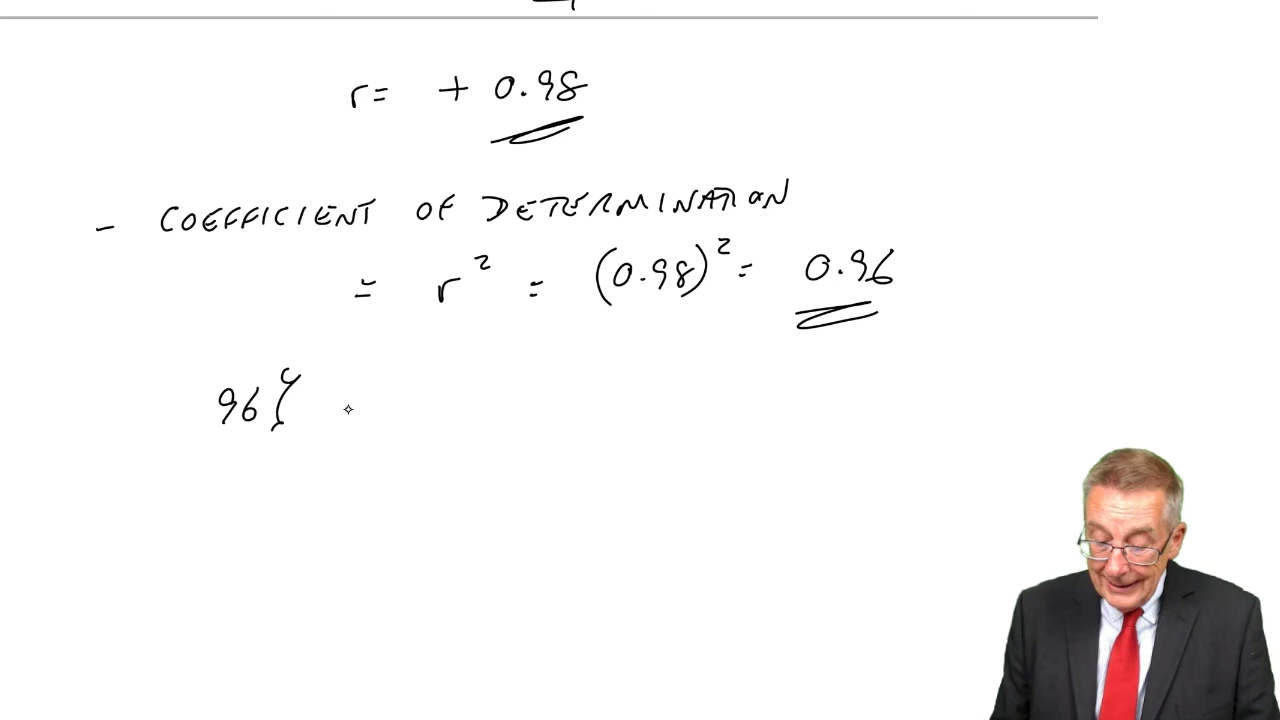 r= + 0.98
- COEFFICIENT OF DETERMINATION
= r² = (0.98)² = 0.96
96%